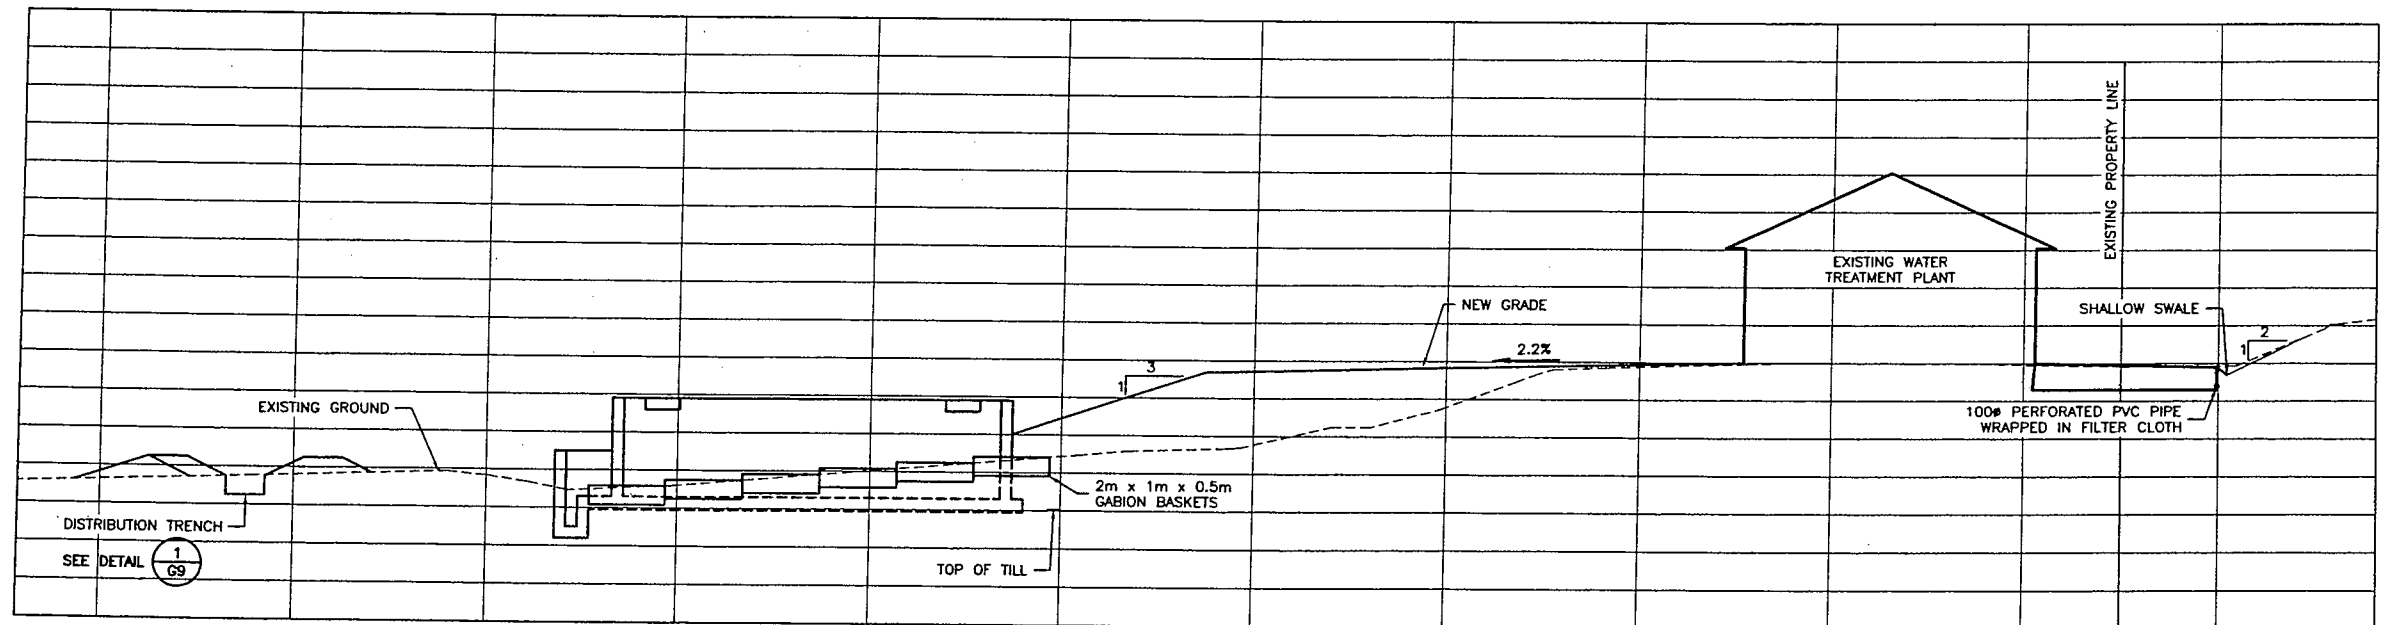 EXISTING PROPERTY LINE
EXISTING WATER
TREATMENT PLANT
NEW GRADE
SHALLOW SWALE
2
1
2.2%
3
1
EXISTING GROUND
100ø PERFORATED PVC PIPE
WRAPPED IN FILTER CLOTH
2m x 1m x 0.5m
GABION BASKETS
DISTRIBUTION TRENCH
SEE DETAIL
1
G9
TOP OF TILL